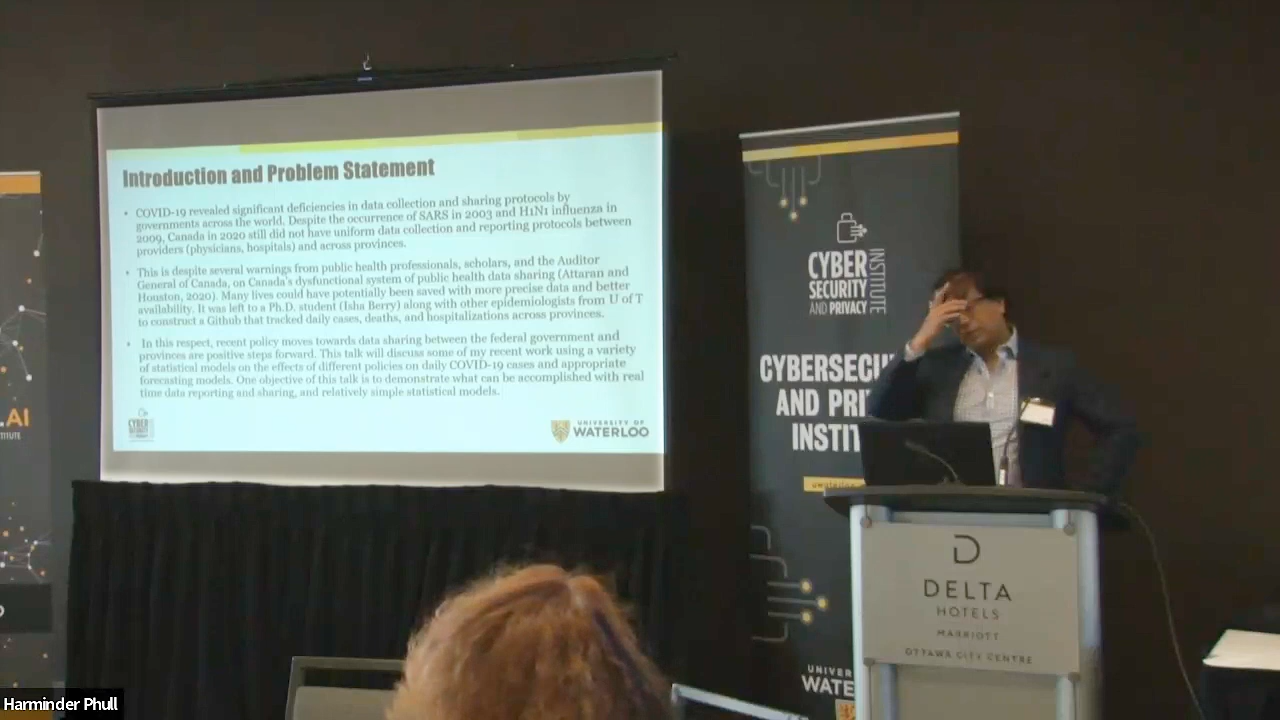 Introduction and Problem Statement
• COVID-19 revealed significant deficiencies in data collection and sharing protocols by
governments across the world. Despite the occurrence of SARS in 2003 and H1N1 influenza in
2009, Canada in 2020 still did not have uniform data collection and reporting protocols between
providers (physicians, hospitals) and across provinces.
• This is despite several warnings from public health professionals, scholars, and the Auditor
General of Canada, on Canada's dysfunctional system of public health data sharing (Attaran and
Houston, 2020). Many lives could have potentially been saved with more precise data and better
availability. It was left to a Ph.D. student (Isha Berry) along with other epidemiologists from U of T
to construct a Github that tracked daily cases, deaths, and hospitalizations across provinces.
• In this respect, recent policy moves towards data sharing between the federal government and
provinces are positive steps forward. This talk will discuss some of my recent work using a variety
of statistical models on the effects of different policies on daily COVID-19 cases and appropriate
forecasting models. One objective of this talk is to demonstrate what can be accomplished with real
time data reporting and sharing, and relatively simple statistical models.
CYBER
SECURITY
AND PRIVACY
UNIVERSITY OF
WATERLOO
.AI
CYBER
SECURITY
AND PRIVACY
INSTITUTE
CYBERSECU
AND PRI
INSTIT
UNIVER
WATE
D
DELTA
HOTELS
MARRIOTT
OTTAWA CITY CENTRE
Harminder Phull